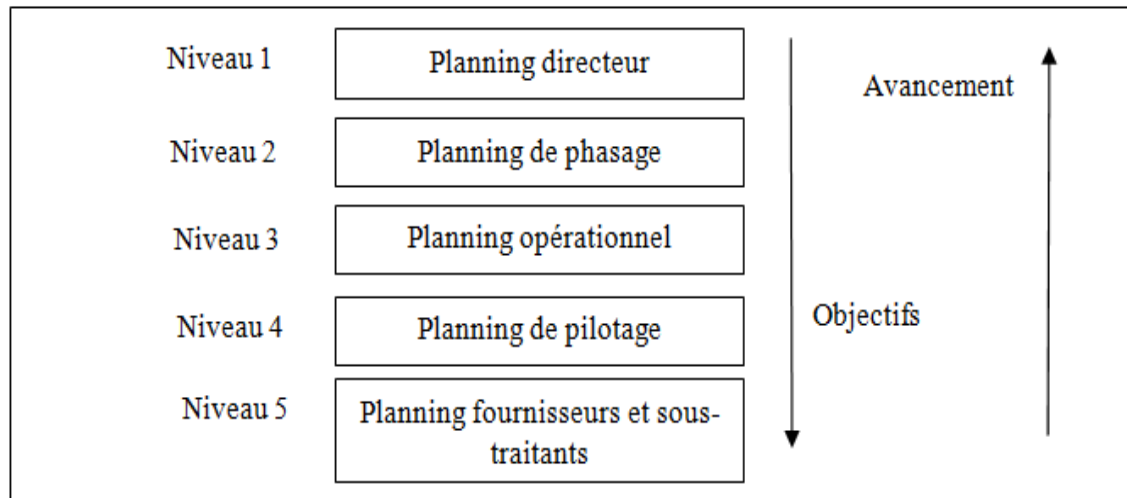 Niveau 1
Planning directeur
Avancement
Niveau 2
Planning de phasage
Niveau 3
Planning opérationnel
Objectifs
Niveau 4
Planning de pilotage
Niveau 5
Planning fournisseurs et sous-
traitants